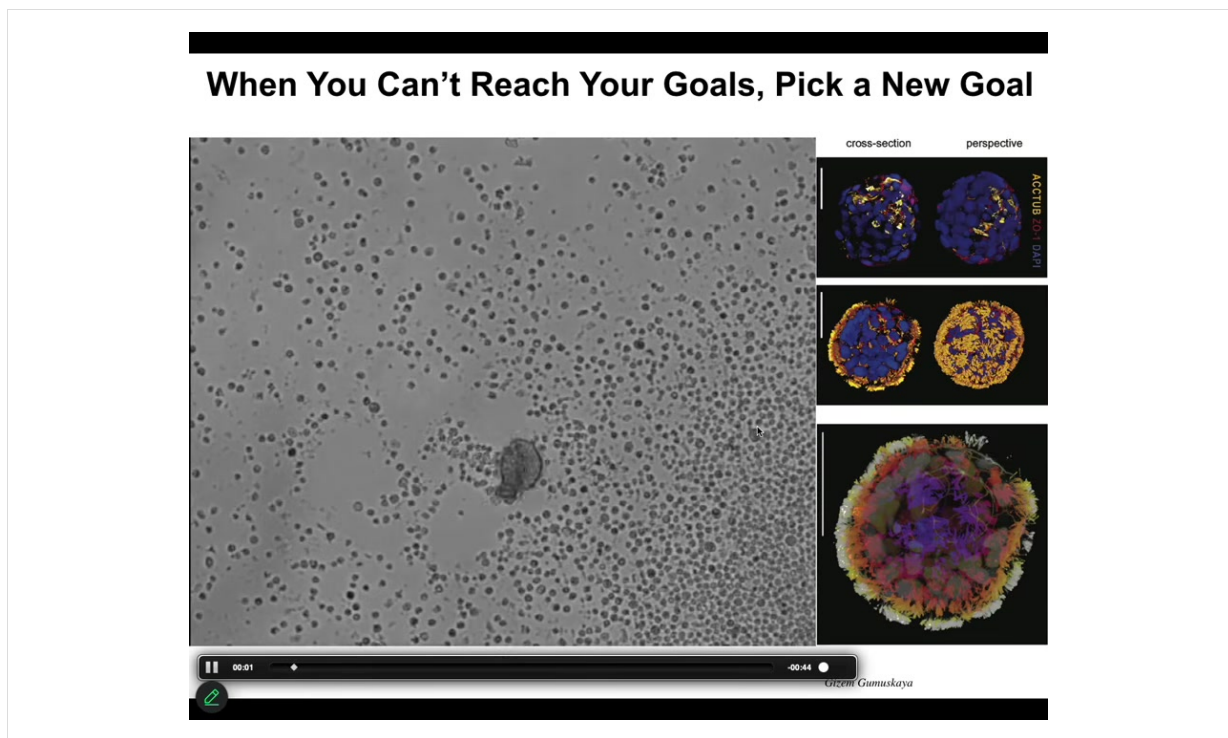 When You Can't Reach Your Goals, Pick a New Goal
cross-section perspective
ACCTUB ZO-1 DAPI
00:01 -00:44
Gizem Gumuskaya